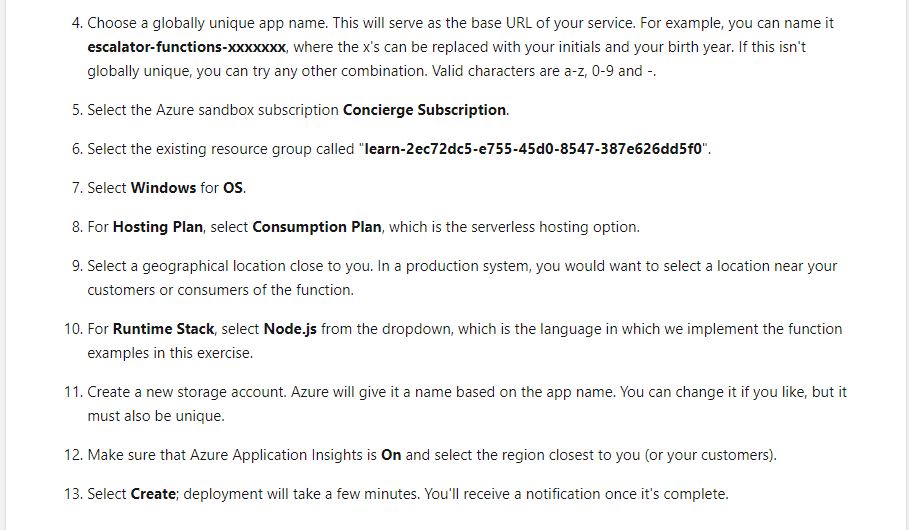 4. Choose a globally unique app name. This will serve as the base URL of your service. For example, you can name it
escalator-functions-xxxxxxx, where the x's can be replaced with your initials and your birth year. If this isn't
globally unique, you can try any other combination. Valid characters are a-z, 0-9 and -.
5. Select the Azure sandbox subscription Concierge Subscription.
6. Select the existing resource group called "learn-2ec72dc5-e755-45d0-8547-387e626dd5f0".
7. Select Windows for OS.
8. For Hosting Plan, select Consumption Plan, which is the serverless hosting option.
9. Select a geographical location close to you. In a production system, you would want to select a location near your
customers or consumers of the function.
10. For Runtime Stack, select Node.js from the dropdown, which is the language in which we implement the function
examples in this exercise.
11. Create a new storage account. Azure will give it a name based on the app name. You can change it if you like, but it
must also be unique.
12. Make sure that Azure Application Insights is On and select the region closest to you (or your customers).
13. Select Create; deployment will take a few minutes. You'll receive a notification once it's complete.